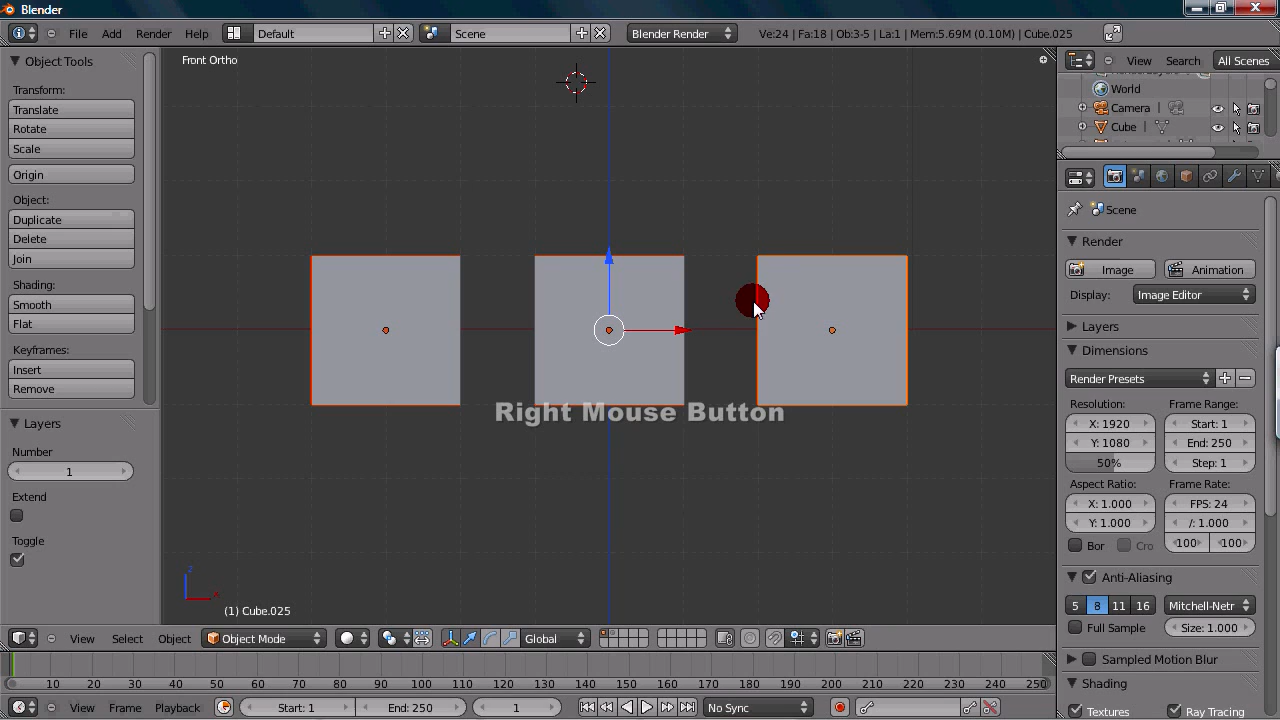 Blender
File Add Render Help Default Scene Blender Render Ve:24 | Fa:18 | Ob:3-5 | La:1 | Mem:5.69M (0.10M) | Cube.025
Object Tools
Transform:
Translate
Rotate
Scale
Origin
Object:
Duplicate
Delete
Join
Shading:
Smooth
Flat
Keyframes:
Insert
Remove
Layers
Number
1
Extend
Toggle
Front Ortho
Right Mouse Button
z
x
(1) Cube.025
View Select Object Object Mode Global
View Search All Scenes
World
Camera
Cube
Scene
Render
Image Animation
Display: Image Editor
Layers
Dimensions
Render Presets
Resolution: Frame Range:
X: 1920 Start: 1
Y: 1080 End: 250
50% Step: 1
Aspect Ratio: Frame Rate:
X: 1.000 FPS: 24
Y: 1.000 /: 1.000
Bor Cro 100 100
Anti-Aliasing
5 8 11 16 Mitchell-Netr
Full Sample Size: 1.000
Sampled Motion Blur
Shading
Textures Ray Tracing
10 20 30 40 50 60 70 80 90 100 110 120 130 140 150 160 170 180 190 200 210 220 230 240 250
View Frame Playback Start: 1 End: 250 1 No Sync